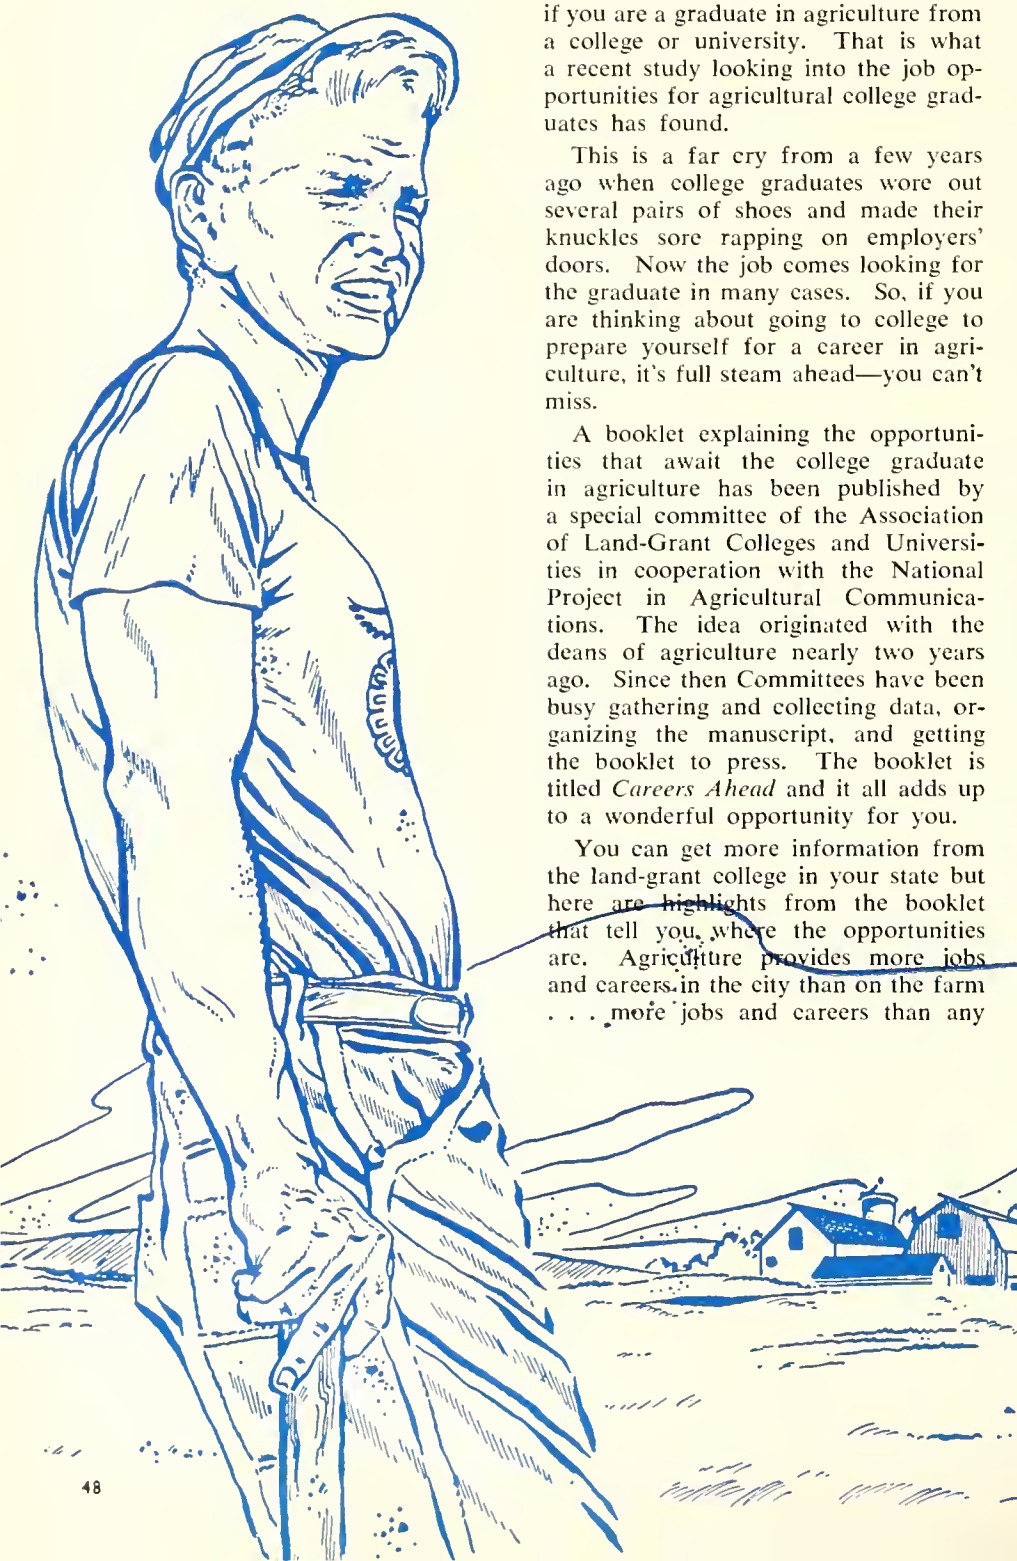 if you are a graduate in agriculture from
a college or university. That is what
a recent study looking into the job op-
portunities for agricultural college grad-
uates has found.
This is a far cry from a few years
ago when college graduates wore out
several pairs of shoes and made their
knuckles sore rapping on employers'
doors. Now the job comes looking for
the graduate in many cases. So, if you
are thinking about going to college to
prepare yourself for a career in agri-
culture, it's full steam ahead—you can't
miss.
A booklet explaining the opportuni-
ties that await the college graduate
in agriculture has been published by
a special committee of the Association
of Land-Grant Colleges and Universi-
ties in cooperation with the National
Project in Agricultural Communica-
tions. The idea originated with the
deans of agriculture nearly two years
ago. Since then Committees have been
busy gathering and collecting data, or-
ganizing the manuscript, and getting
the booklet to press. The booklet is
titled Careers Ahead and it all adds up
to a wonderful opportunity for you.
You can get more information from
the land-grant college in your state but
here are highlights from the booklet
that tell you where the opportunities
are. Agriculture provides more jobs
and careers in the city than on the farm
. . . more jobs and careers than any
48